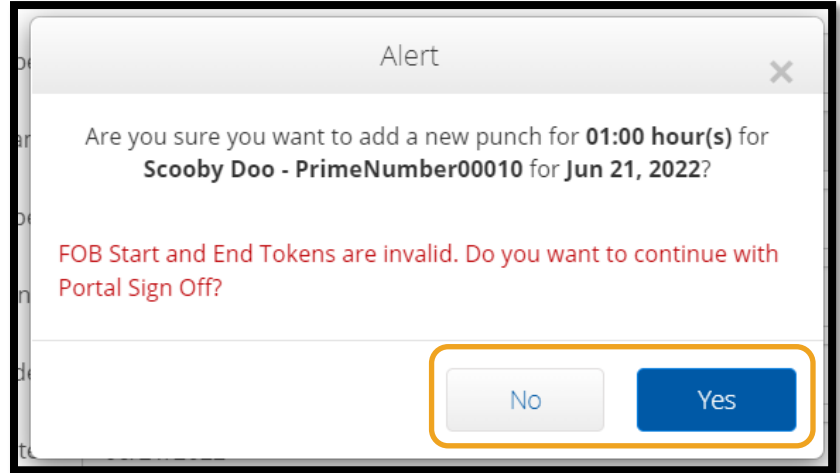 Alert
×
Are you sure you want to add a new punch for 01:00 hour(s) for
Scooby Doo - PrimeNumber00010 for Jun 21, 2022?
FOB Start and End Tokens are invalid. Do you want to continue with
Portal Sign Off?
No Yes